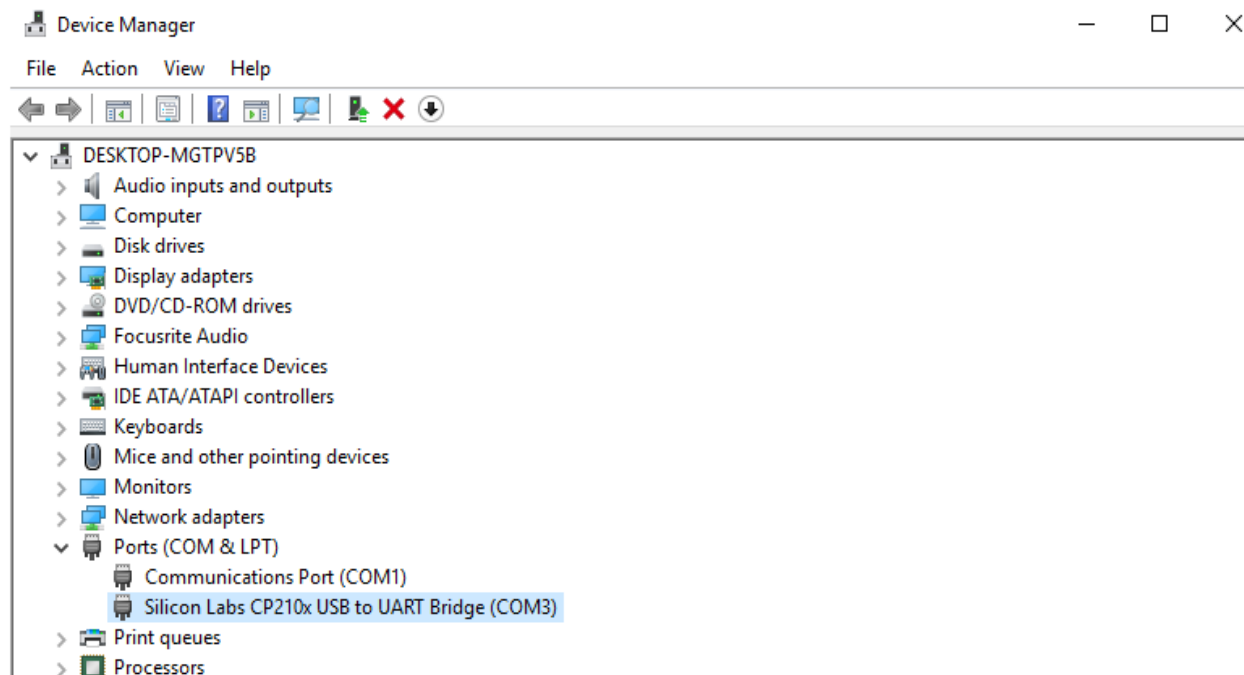 Device Manager
File Action View Help
DESKTOP-MGTPV5B
Audio inputs and outputs
Computer
Disk drives
Display adapters
DVD/CD-ROM drives
Focusrite Audio
Human Interface Devices
IDE ATA/ATAPI controllers
Keyboards
Mice and other pointing devices
Monitors
Network adapters
Ports (COM & LPT)
Communications Port (COM1)
Silicon Labs CP210x USB to UART Bridge (COM3)
Print queues
Processors